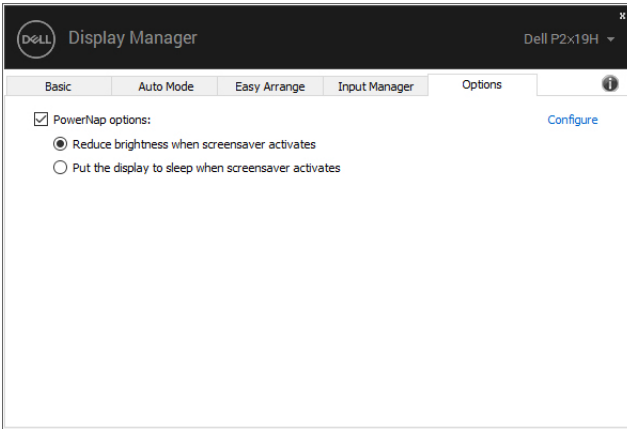 x
DELL Display Manager Dell P2x19H
Basic Auto Mode Easy Arrange Input Manager Options i
PowerNap options: Configure
Reduce brightness when screensaver activates
Put the display to sleep when screensaver activates